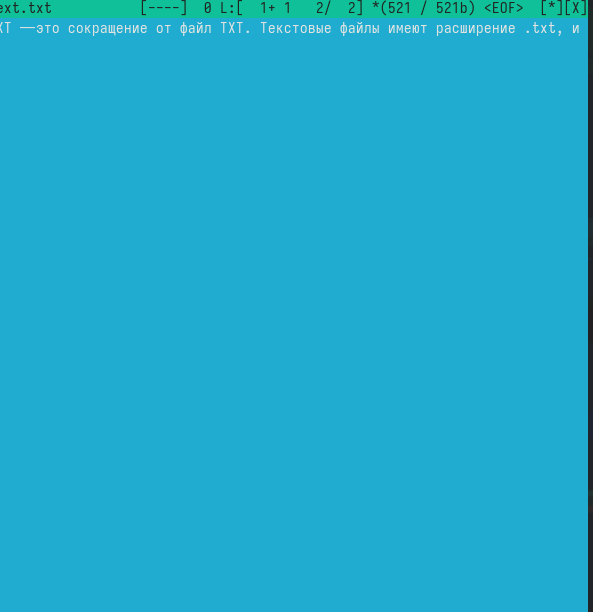 ext.txt [----] 0 L:[ 1+ 1 2/ 2] *(521 / 521b) <EOF> [*][X]
XT —это сокращение от файл TXT. Текстовые файлы имеют расширение .txt, и